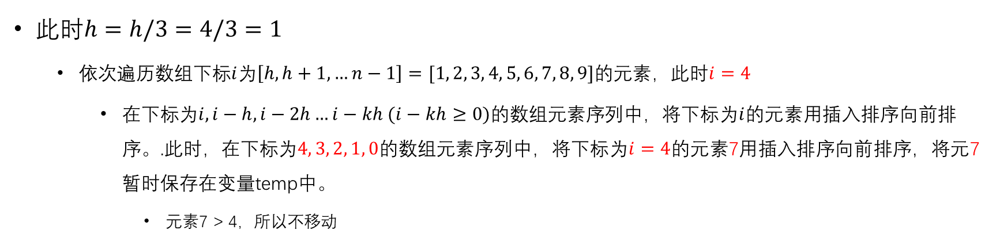 • 此时h = h/3 = 4/3 = 1
• 依次遍历数组下标i为[h, h + 1, … n − 1] = [1, 2, 3, 4, 5, 6, 7, 8, 9]的元素，此时i = 4
• 在下标为i, i − h, i − 2h … i − kh (i − kh ≥ 0)的数组元素序列中，将下标为i的元素用插入排序向前排
序。.此时，在下标为4, 3, 2, 1, 0的数组元素序列中，将下标为i = 4的元素7用插入排序向前排序，将元7
暂时保存在变量temp中。
• 元素7 > 4，所以不移动